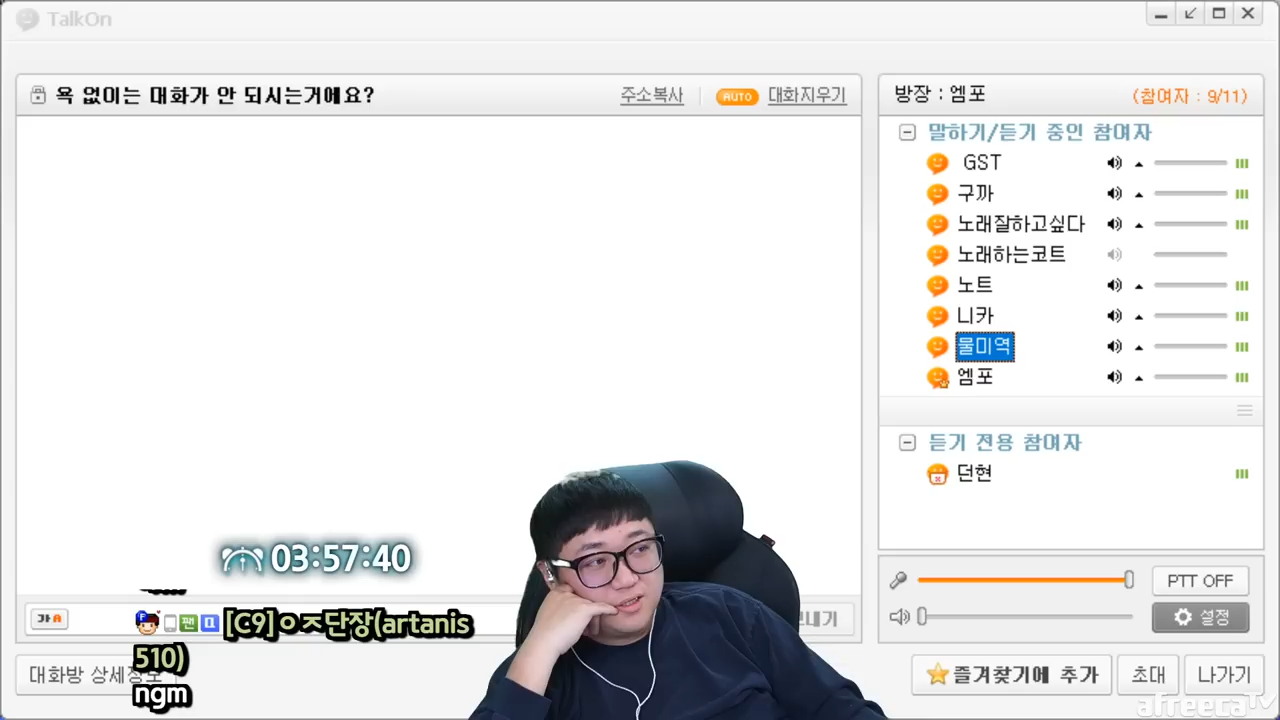 TalkOn
욕 없이는 대화가 안 되시는거에요?
주소복사
AUTO
대화지우기
방장 : 엠포
(참여자 : 9/11)
말하기/듣기 중인 참여자
GST
구까
노래잘하고싶다
노래하는코트
노트
니카
물미역
엠포
듣기 전용 참여자
던현
03:57:40
가A
팬
[C9]ㅇㅈ단장(artanis
510)
ngm
보내기
PTT OFF
설정
대화방 상세정보
즐겨찾기에 추가
초대
나가기
afreecaTV